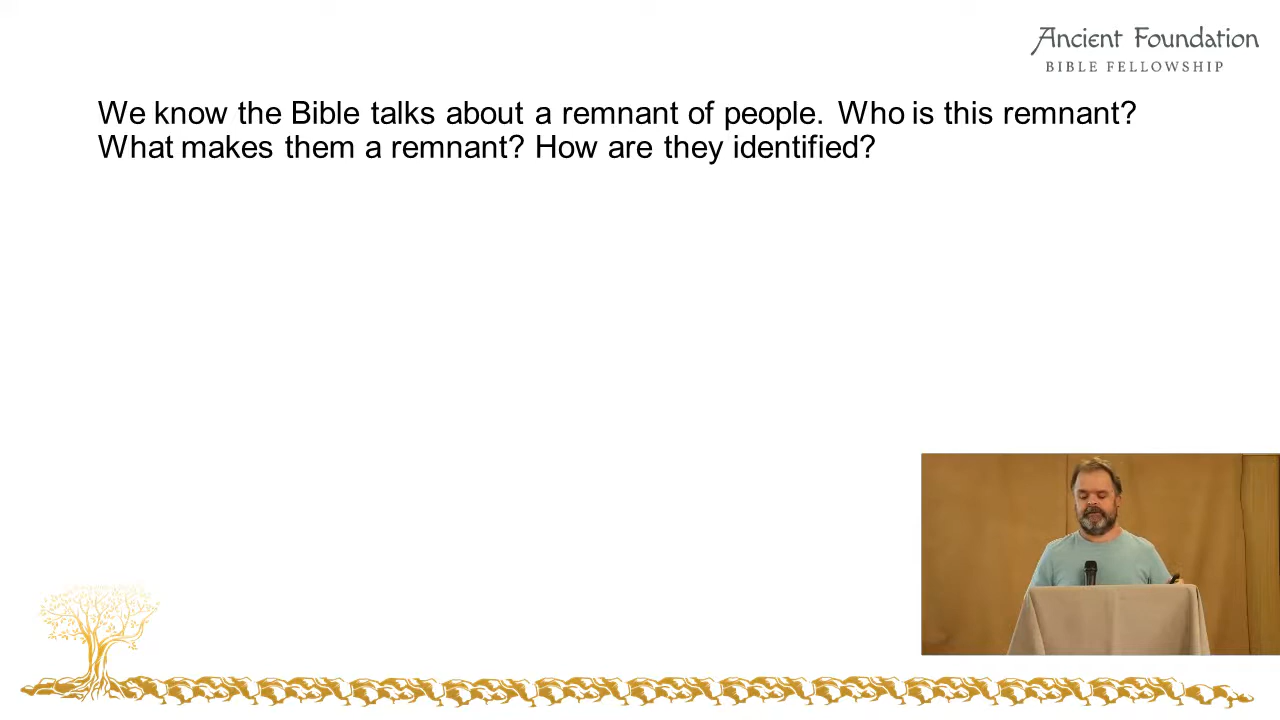 Ancient Foundation
BIBLE FELLOWSHIP
We know the Bible talks about a remnant of people. Who is this remnant?
What makes them a remnant? How are they identified?